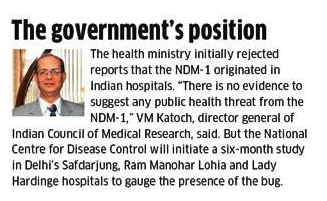 The government's position
The health ministry initially rejected
reports that the NDM-1 originated in
Indian hospitals. "There is no evidence to
suggest any public health threat from the
NDM-1," VM Katoch, director general of
Indian Council of Medical Research, said. But the National
Centre for Disease Control will initiate a six-month study
in Delhi's Safdarjung, Ram Manohar Lohia and Lady
Hardinge hospitals to gauge the presence of the bug.